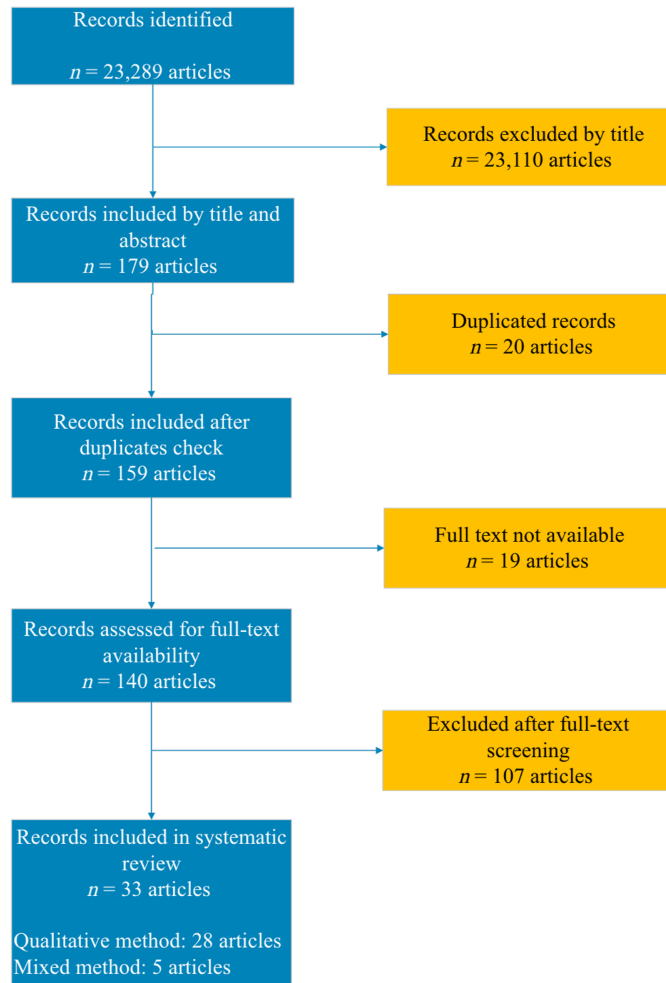 Records identified
n = 23,289 articles
Records excluded by title
n = 23,110 articles
Records included by title and
abstract
n = 179 articles
Duplicated records
n = 20 articles
Records included after
duplicates check
n = 159 articles
Full text not available
n = 19 articles
Records assessed for full-text
availability
n = 140 articles
Excluded after full-text
screening
n = 107 articles
Records included in systematic
review
n = 33 articles
Qualitative method: 28 articles
Mixed method: 5 articles